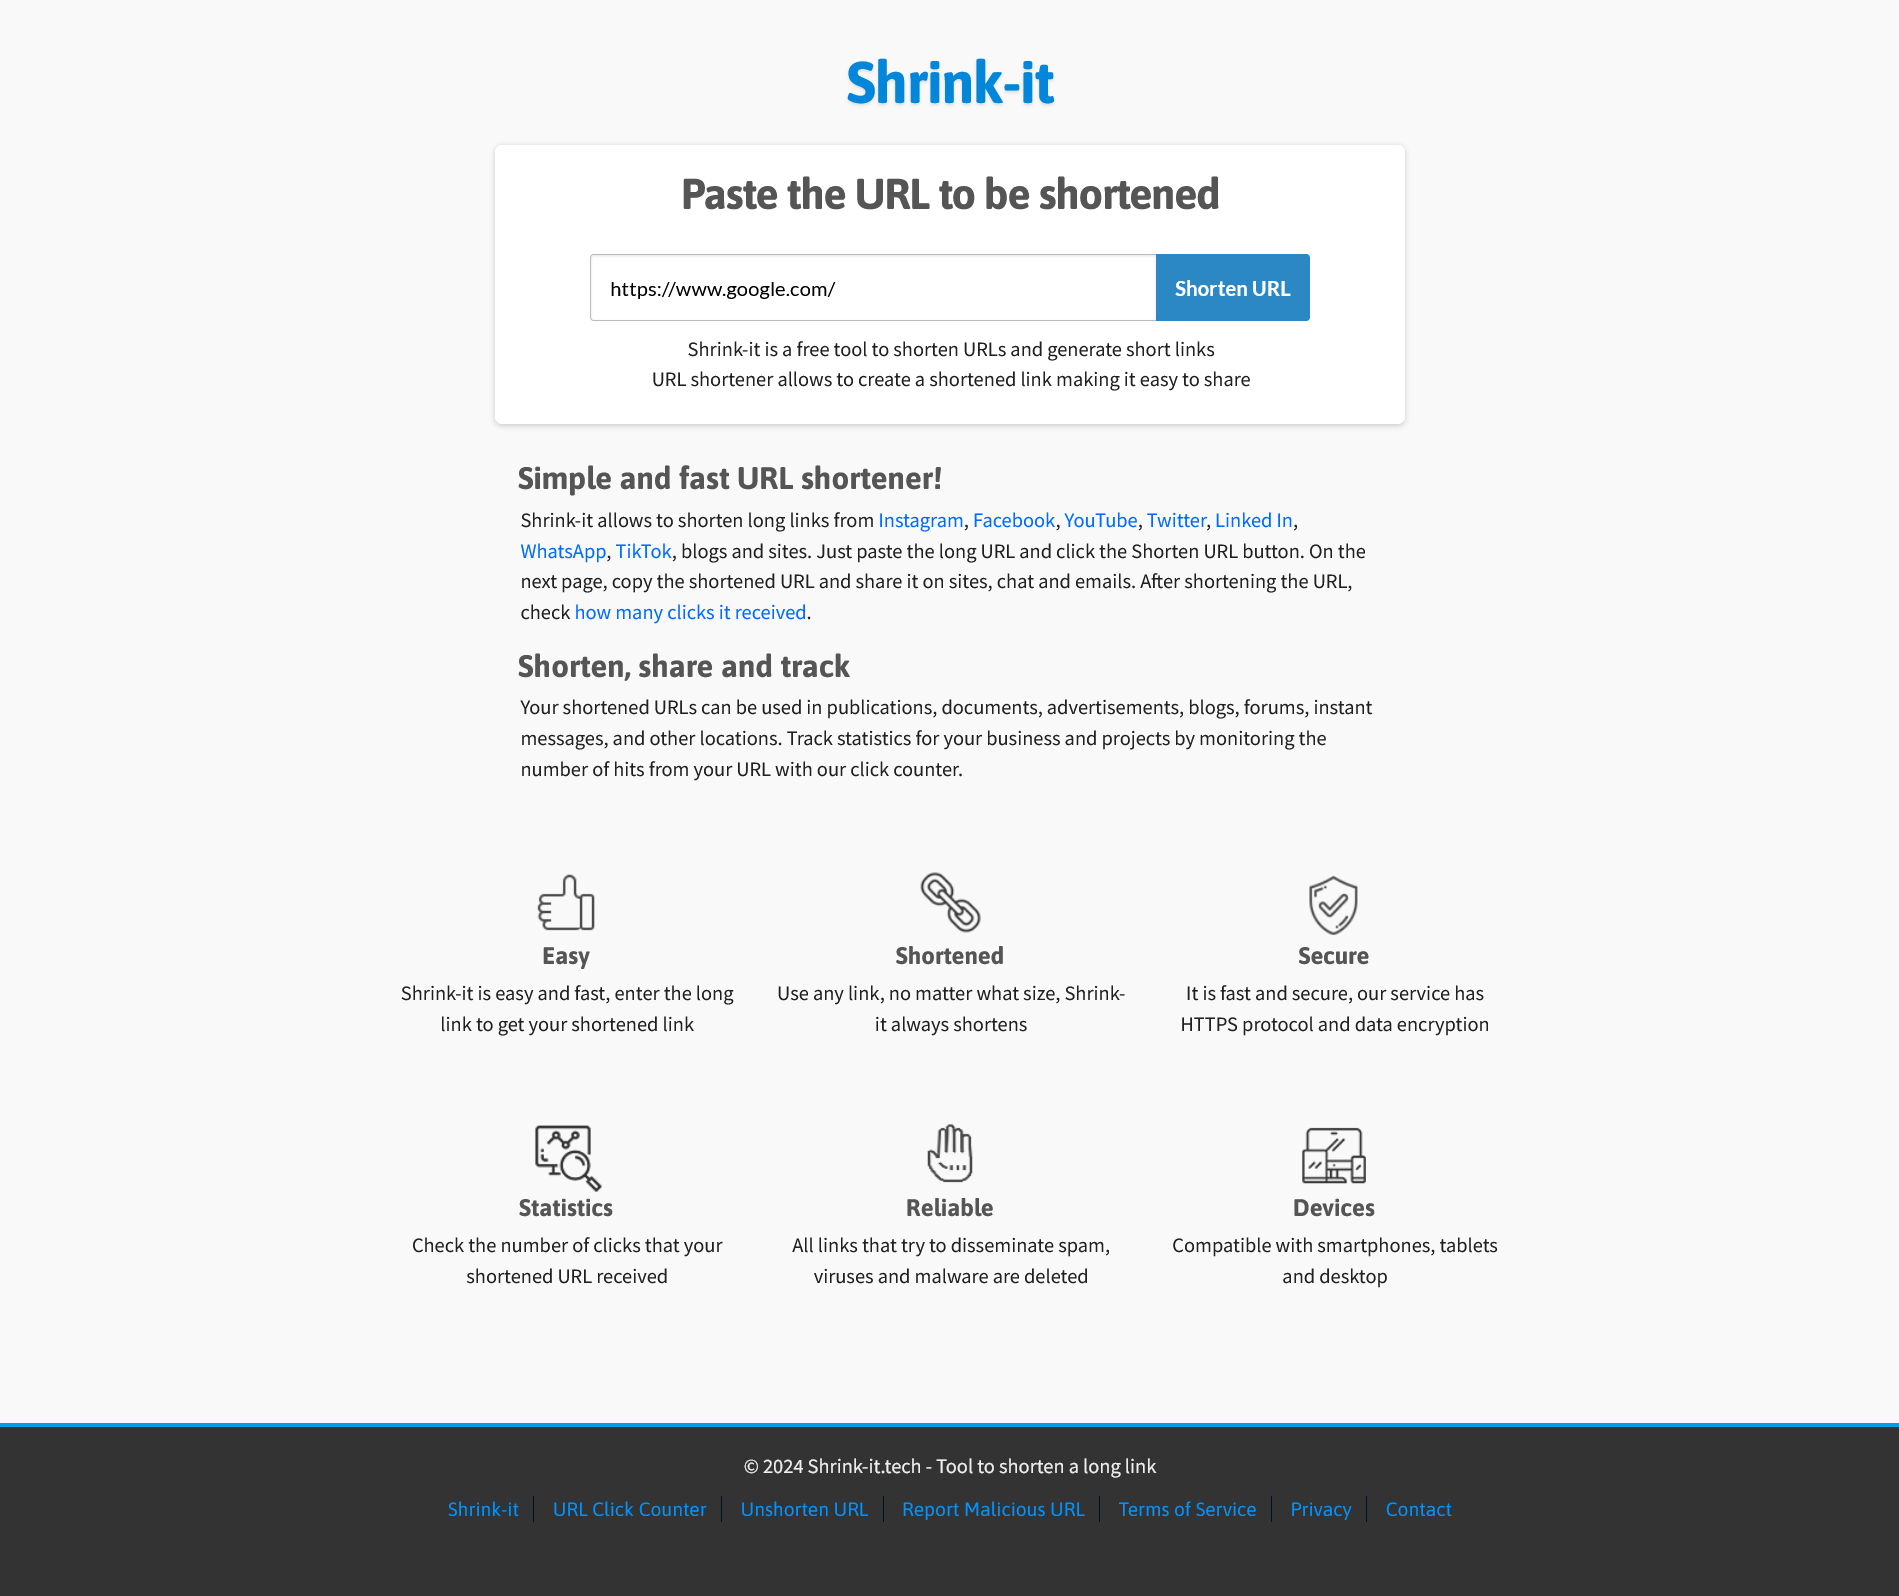 Shrink-it
Paste the URL to be shortened
https://www.google.com/
Shorten URL
Shrink-it is a free tool to shorten URLs and generate short links
URL shortener allows to create a shortened link making it easy to share
Simple and fast URL shortener!
Shrink-it allows to shorten long links from Instagram, Facebook, YouTube, Twitter, Linked In,
WhatsApp, TikTok, blogs and sites. Just paste the long URL and click the Shorten URL button. On the
next page, copy the shortened URL and share it on sites, chat and emails. After shortening the URL,
check how many clicks it received.
Shorten, share and track
Your shortened URLs can be used in publications, documents, advertisements, blogs, forums, instant
messages, and other locations. Track statistics for your business and projects by monitoring the
number of hits from your URL with our click counter.
Easy
Shrink-it is easy and fast, enter the long
link to get your shortened link
Shortened
Use any link, no matter what size, Shrink-
it always shortens
Secure
It is fast and secure, our service has
HTTPS protocol and data encryption
Statistics
Check the number of clicks that your
shortened URL received
Reliable
All links that try to disseminate spam,
viruses and malware are deleted
Devices
Compatible with smartphones, tablets
and desktop
© 2024 Shrink-it.tech - Tool to shorten a long link
Shrink-it URL Click Counter Unshorten URL Report Malicious URL Terms of Service Privacy Contact